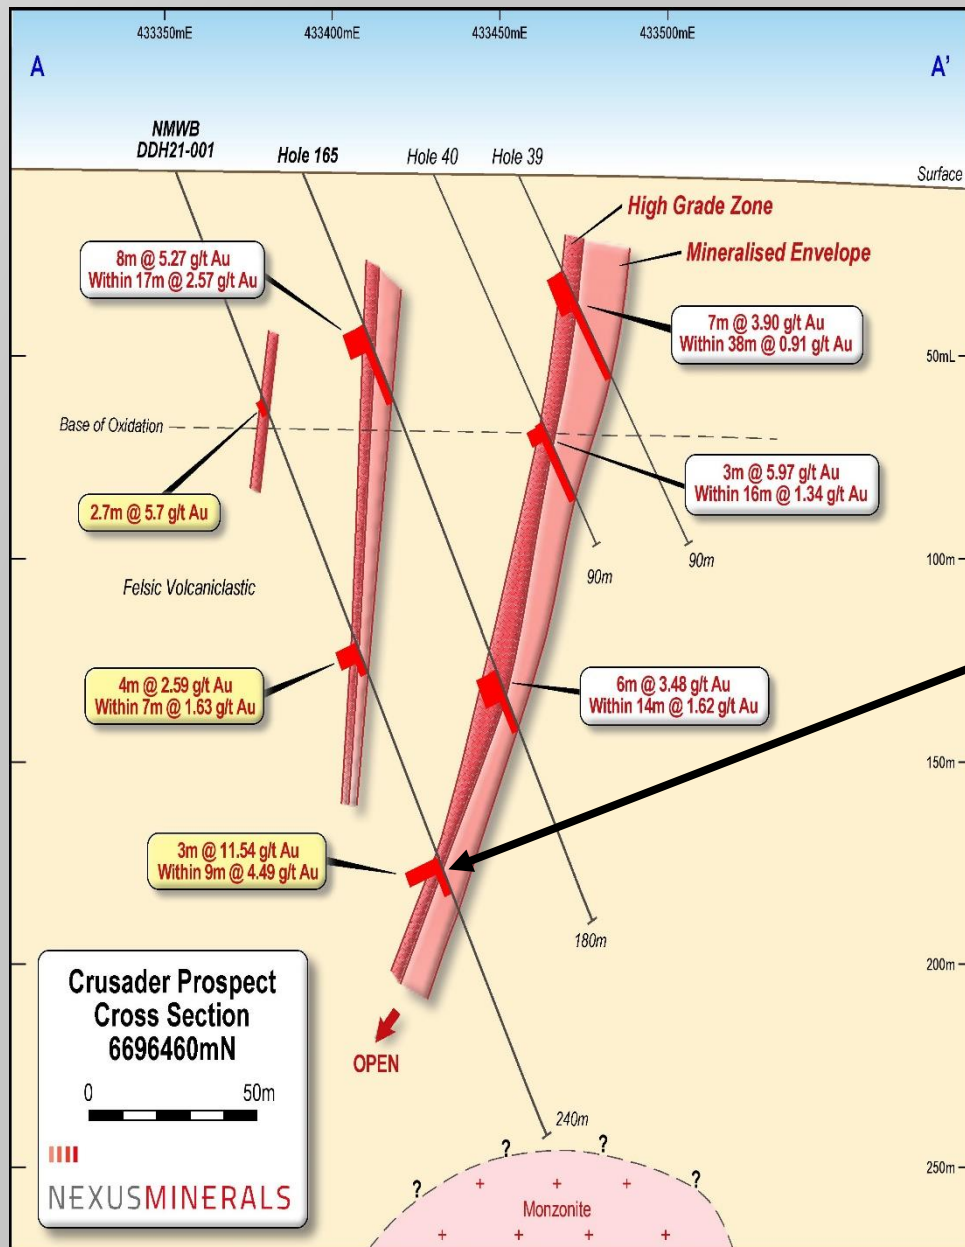 433350mE
433400mE
433450mE
433500mE
A
A'
NMWB
DDH21-001
Hole 165
Hole 40
Hole 39
Surface
High Grade Zone
Mineralised Envelope
8m @ 5.27 g/t Au
Within 17m @ 2.57 g/t Au
7m @ 3.90 g/t Au
Within 38m @ 0.91 g/t Au
50mL
Base of Oxidation
3m @ 5.97 g/t Au
Within 16m @ 1.34 g/t Au
2.7m @ 5.7 g/t Au
90m
90m
100m
Felsic Volcaniclastic
4m @ 2.59 g/t Au
Within 7m @ 1.63 g/t Au
6m @ 3.48 g/t Au
Within 14m @ 1.62 g/t Au
150m
3m @ 11.54 g/t Au
Within 9m @ 4.49 g/t Au
180m
200m
Crusader Prospect
Cross Section
6696460mN
0
50m
OPEN
240m
? ? ? ?
250m
NEXUSMINERALS
Monzonite